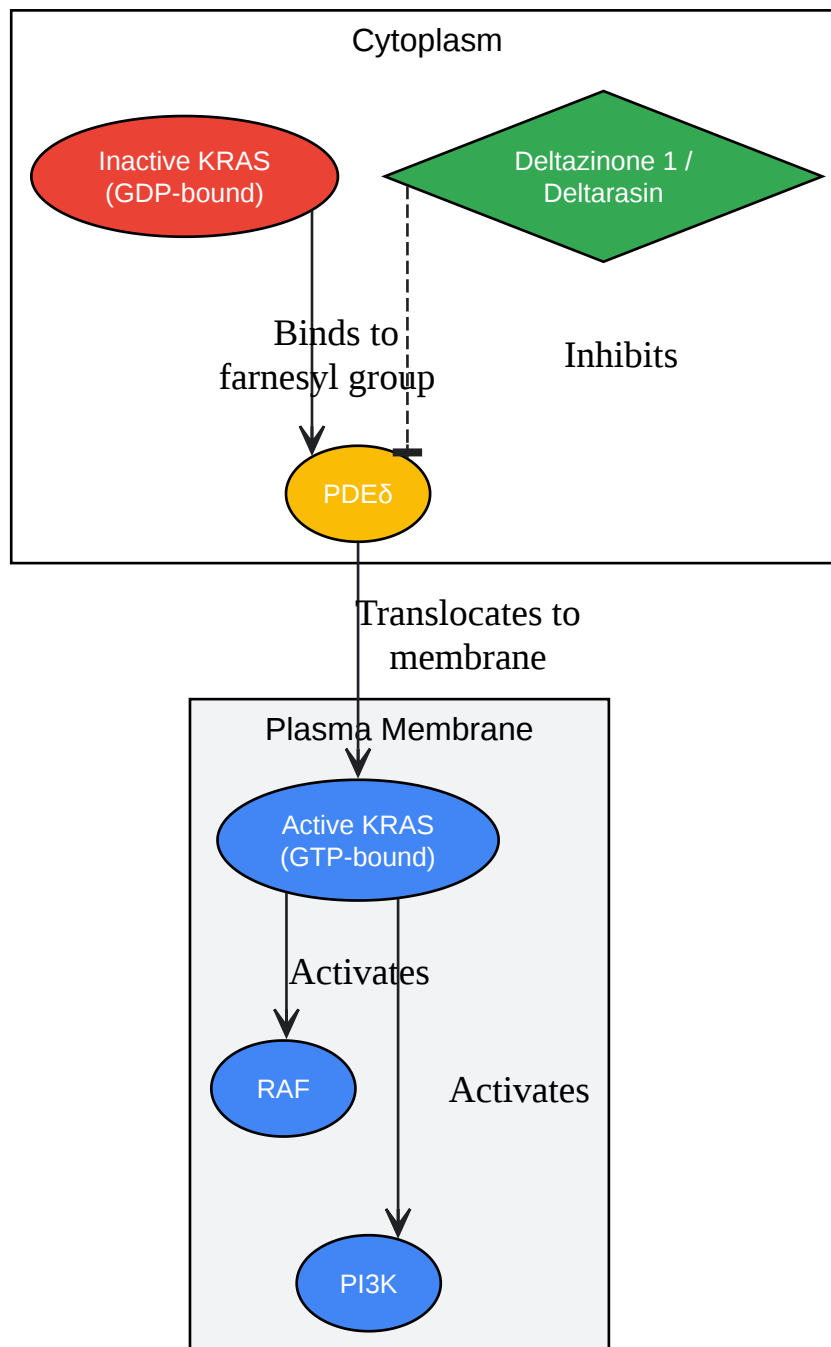 Cytoplasm
Inactive KRAS
(GDP-bound)
Deltazinone 1 /
Deltarasin
Binds to
farnesyl group
Inhibits
PDEδ
Translocates to
membrane
Plasma Membrane
Active KRAS
(GTP-bound)
Activates
RAF
Activates
PI3K